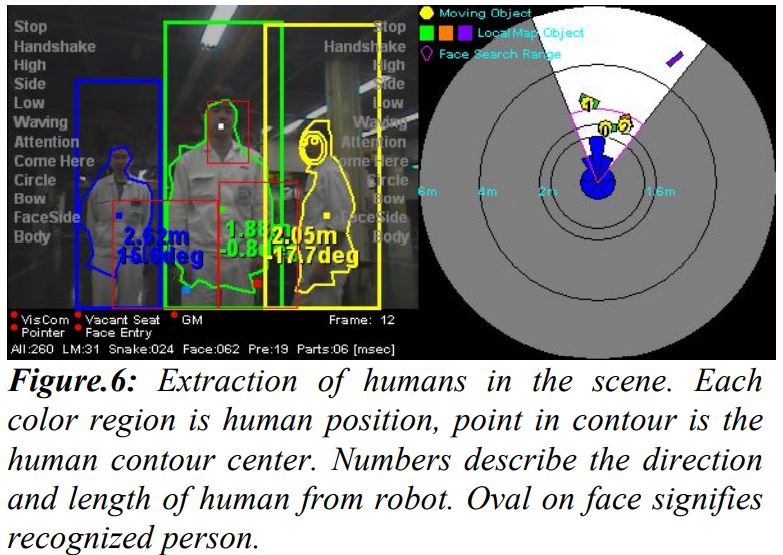 Stop
Handshake
High
Side
Low
Waving
Attention
Come Here
Circle
Bow
FaceSide
Body
Stop
Handshake
High
Side
Low
Waving
Attention
ome Here
Circle
Bow
FaceSide
Body
2.62m
15.6deg
1.88
-0.8
2.05m
-17.7deg
VisCom Vacant Seat GM Frame: 12
Pointer Face Entry
All:260 LM:31 Snake:024 Face:062 Pre:19 Parts:06 [msec]
Moving Object
LocalMap Object
Face Search Range
1
0 2
6m 4m 2m 1.6m
Figure.6: Extraction of humans in the scene. Each
color region is human position, point in contour is the
human contour center. Numbers describe the direction
and length of human from robot. Oval on face signifies
recognized person.